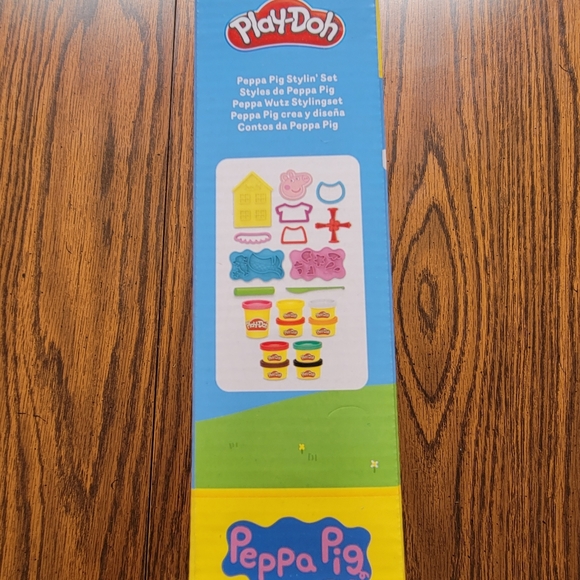 Play-Doh
Peppa Pig Stylin' Set
Styles de Peppa Pig
Peppa Wutz Stylingset
Peppa Pig crea y diseña
Contos da Peppa Pig
Play-Doh
Peppa Pig